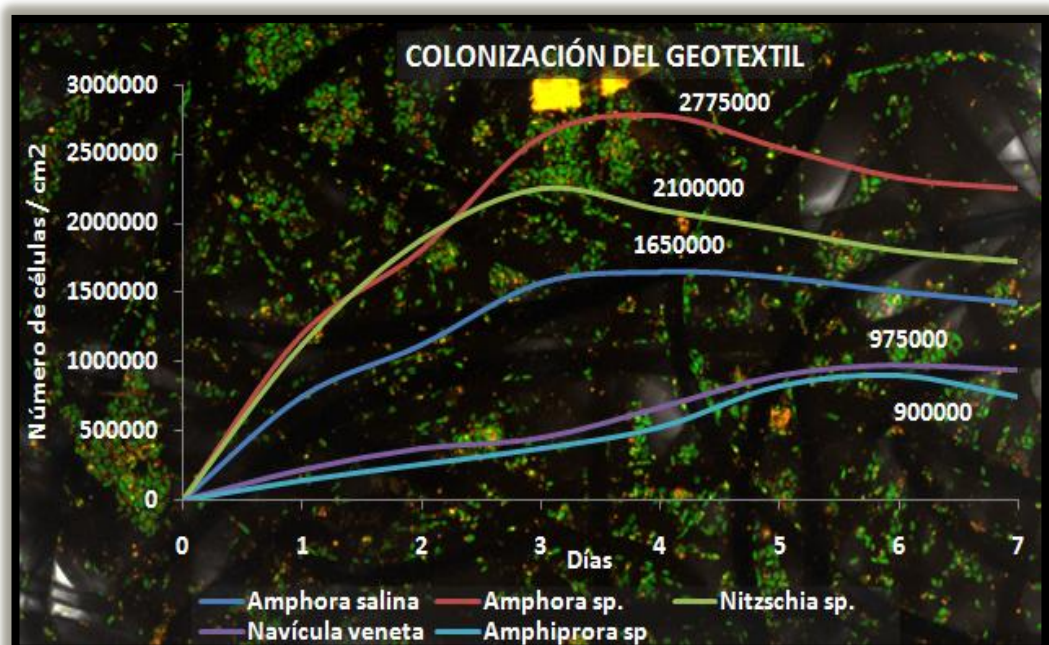 COLONIZACIÓN DEL GEOTEXTIL
Número de células / cm2
3000000
2500000
2000000
1500000
1000000
500000
0
2775000
2100000
1650000
975000
900000
0 1 2 3 4 5 6 7
Días
Amphora salina Amphora sp. Nitzschia sp.
Navícula veneta Amphiprora sp